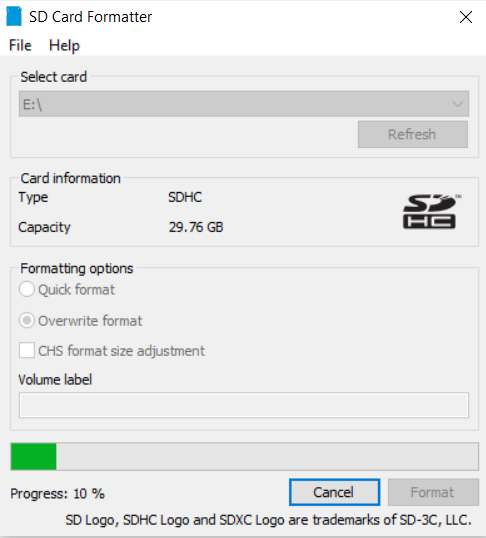 SD Card Formatter
File Help
Select card
E:\
Refresh
Card information
Type SDHC
Capacity 29.76 GB
SD
HC
TM
Formatting options
Quick format
Overwrite format
CHS format size adjustment
Volume label
Progress: 10 %
Cancel Format
SD Logo, SDHC Logo and SDXC Logo are trademarks of SD-3C, LLC.